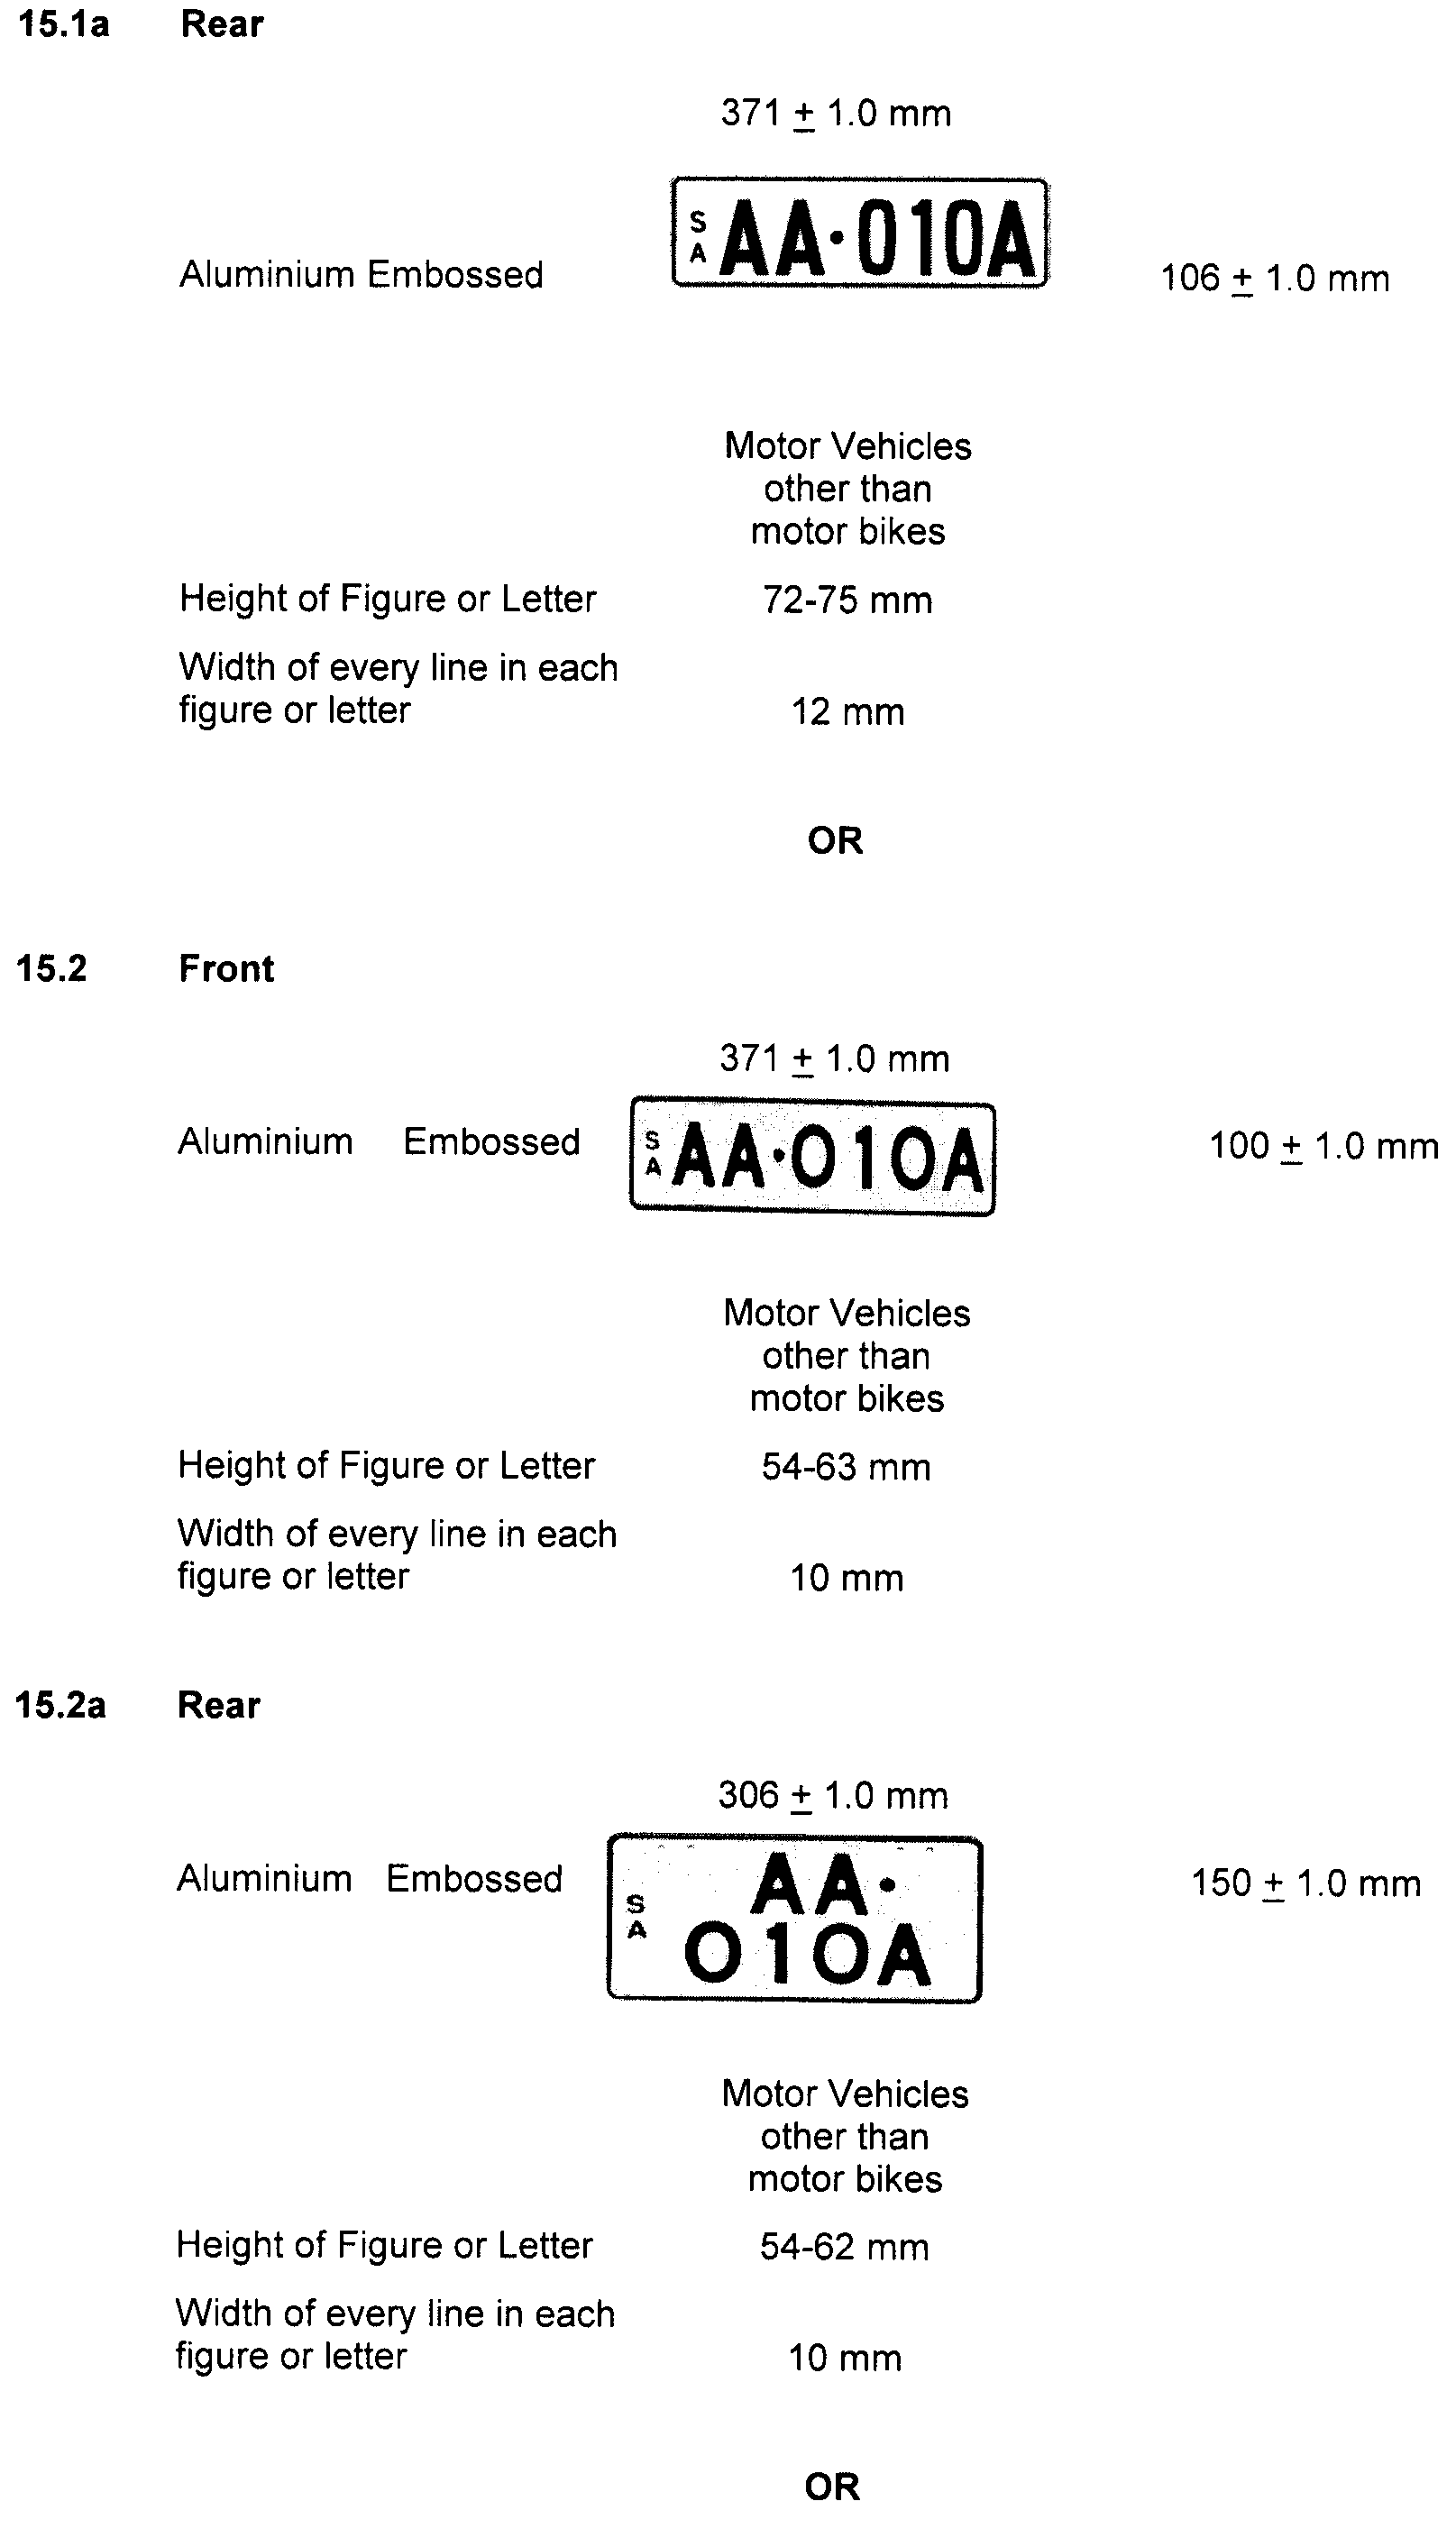 15.1a Rear
371 ± 1.0 mm
S
A AA·010A
Aluminium Embossed 106 ± 1.0 mm
Motor Vehicles
other than
motor bikes
Height of Figure or Letter 72-75 mm
Width of every line in each
figure or letter 12 mm
OR
15.2 Front
371 ± 1.0 mm
Aluminium Embossed 100 ± 1.0 mm
S
A AA·010A
Motor Vehicles
other than
motor bikes
Height of Figure or Letter 54-63 mm
Width of every line in each
figure or letter 10 mm
15.2a Rear
306 ± 1.0 mm
Aluminium Embossed 150 ± 1.0 mm
S
A
AA·
010A
Motor Vehicles
other than
motor bikes
Height of Figure or Letter 54-62 mm
Width of every line in each
figure or letter 10 mm
OR